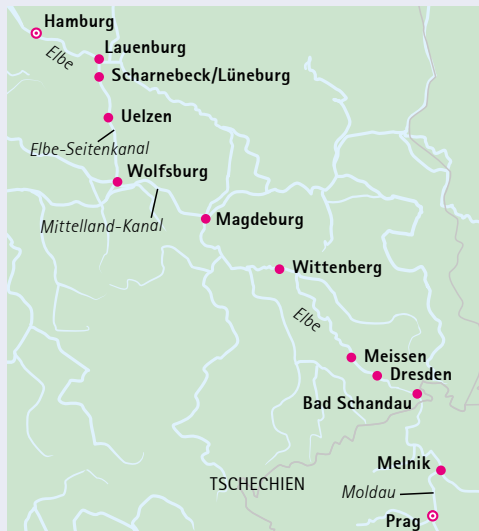 Hamburg
Elbe
Lauenburg
Scharnebeck/Lüneburg
Uelzen
Elbe-Seitenkanal
Wolfsburg
Mittelland-Kanal
Magdeburg
Wittenberg
Elbe
Meissen
Dresden
Bad Schandau
Melnik
TSCHECHIEN
Moldau
Prag